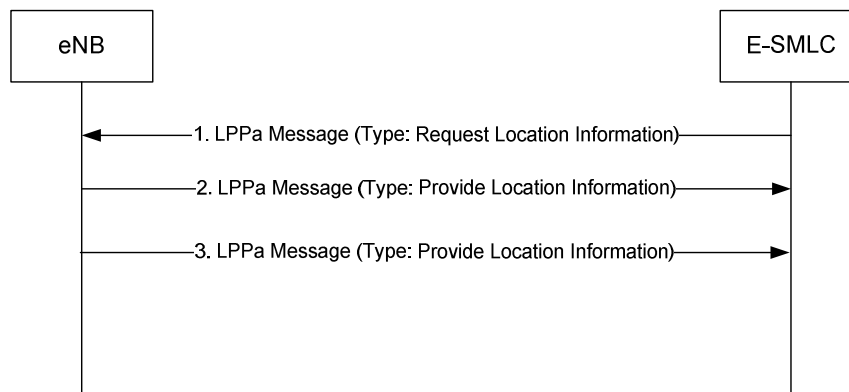 eNB
E-SMLC
1. LPPa Message (Type: Request Location Information)
2. LPPa Message (Type: Provide Location Information)
3. LPPa Message (Type: Provide Location Information)